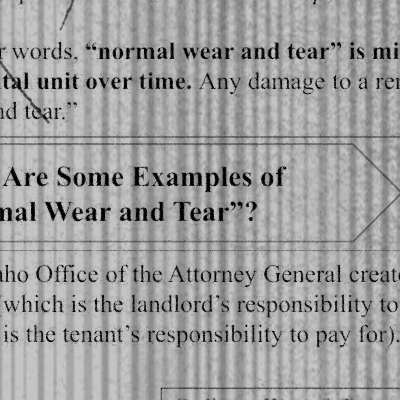 r words, “normal wear and tear” is mi
tal unit over time. Any damage to a ren
nd tear.”
Are Some Examples of
mal Wear and Tear”?
aho Office of the Attorney General create
(which is the landlord’s responsibility to
is the tenant’s responsibility to pay for).